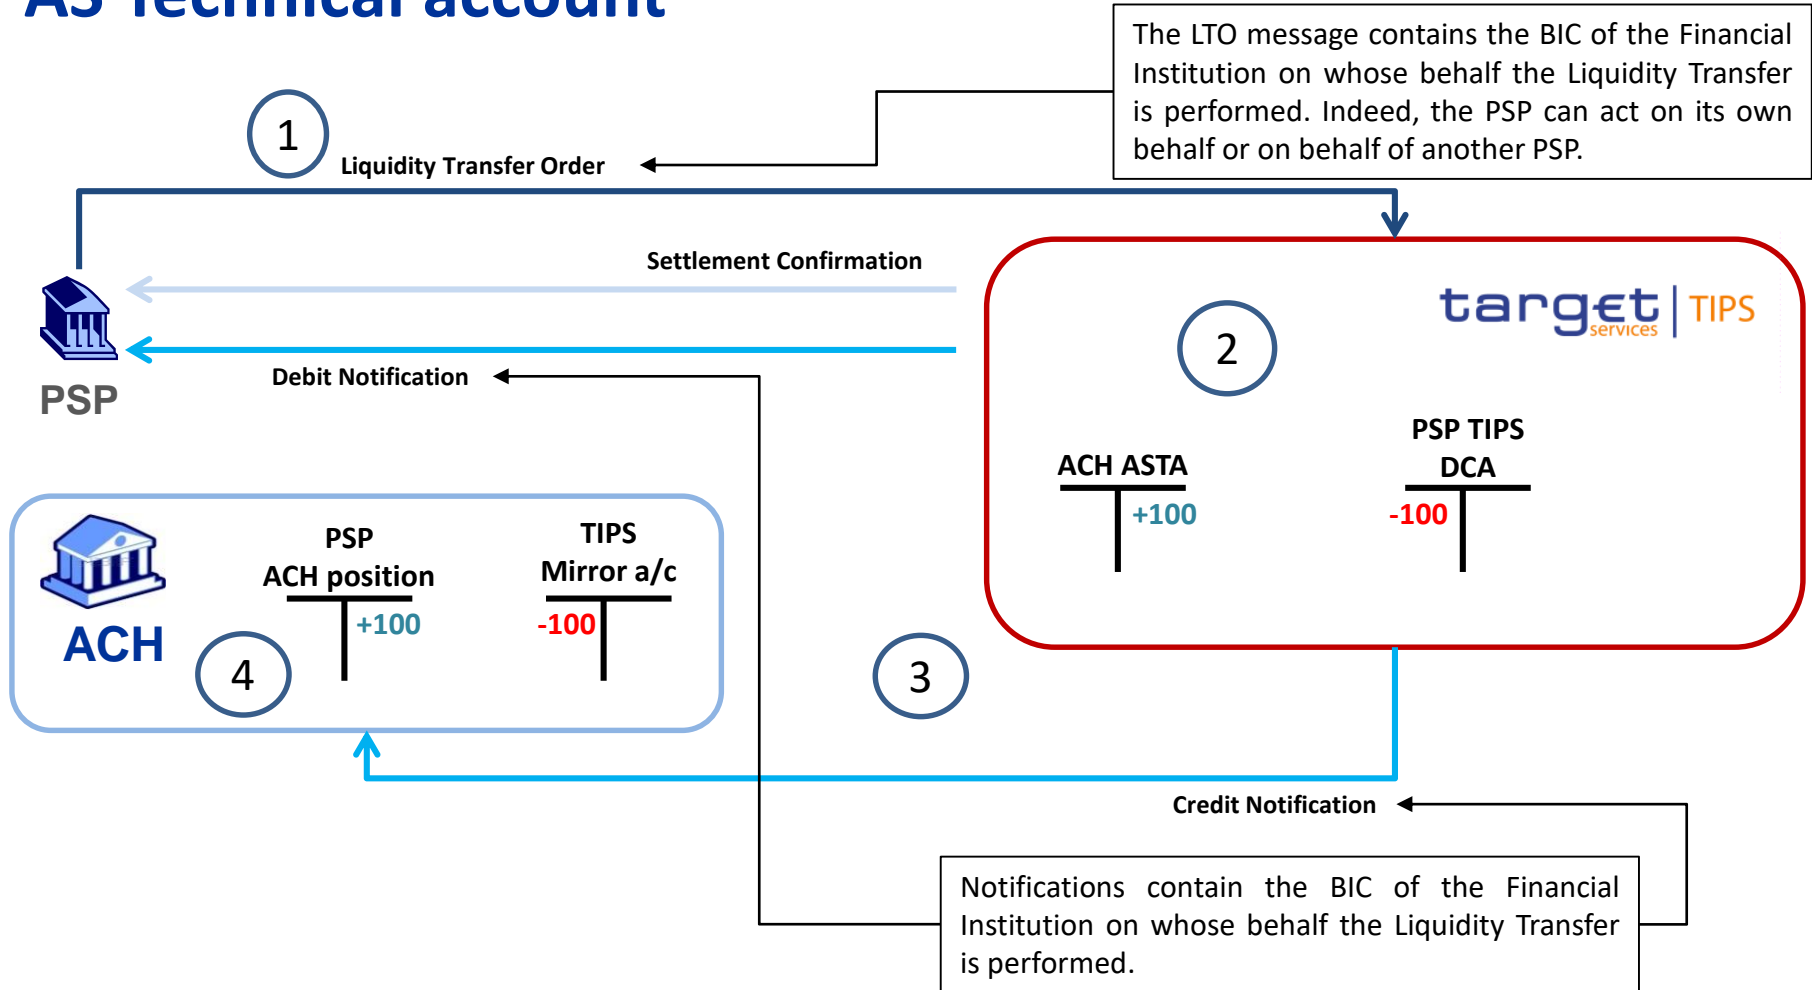 AS Technical account
The LTO message contains the BIC of the Financial
Institution on whose behalf the Liquidity Transfer
is performed. Indeed, the PSP can act on its own
behalf or on behalf of another PSP.
1
Liquidity Transfer Order
Settlement Confirmation
target
services
TIPS
2
Debit Notification
PSP
PSP TIPS
DCA
ACH ASTA
+100
-100
PSP
ACH position
+100
TIPS
Mirror a/c
-100
ACH
4
3
Credit Notification
Notifications contain the BIC of the Financial
Institution on whose behalf the Liquidity Transfer
is performed.